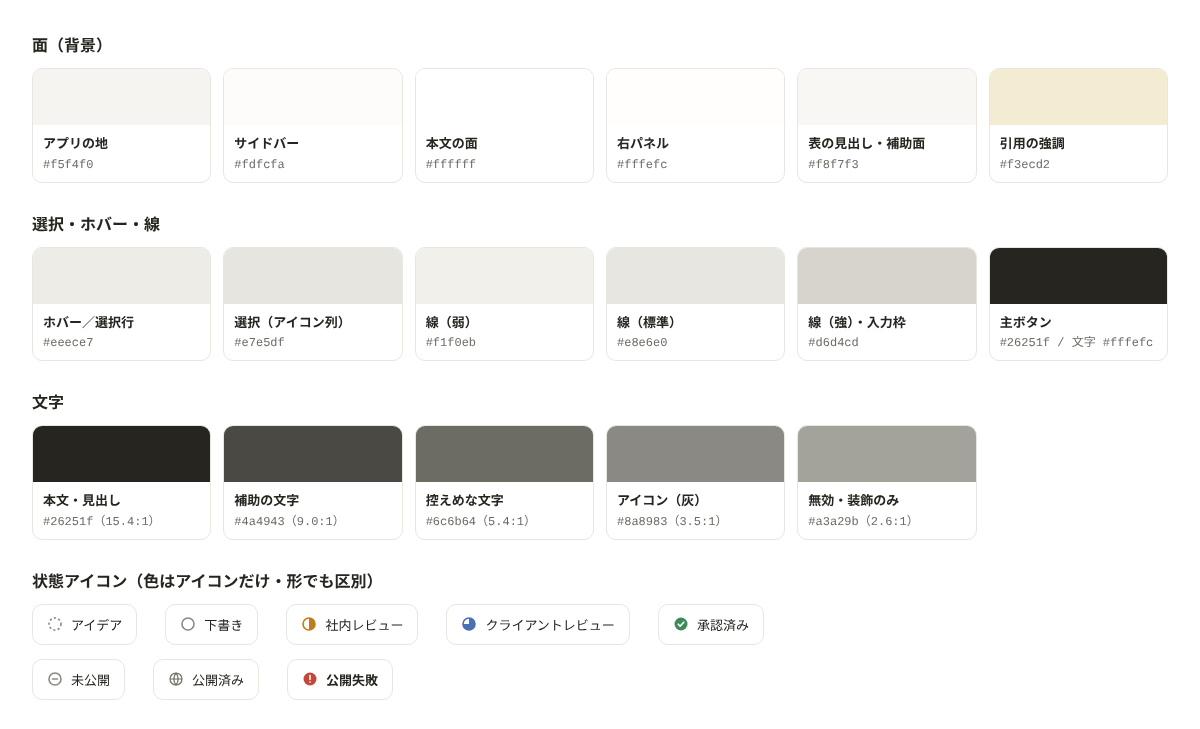 面（背景）
アプリの地
#f5f4f0
サイドバー
#fdfcfa
本文の面
#ffffff
右パネル
#fffefc
表の見出し・補助面
#f8f7f3
引用の強調
#f3ecd2
選択・ホバー・線
ホバー／選択行
#eeece7
選択（アイコン列）
#e7e5df
線（弱）
#f1f0eb
線（標準）
#e8e6e0
線（強）・入力枠
#d6d4cd
主ボタン
#26251f / 文字 #fffefc
文字
本文・見出し
#26251f（15.4:1）
補助の文字
#4a4943（9.0:1）
控えめな文字
#6c6b64（5.4:1）
アイコン（灰）
#8a8983（3.5:1）
無効・装飾のみ
#a3a29b（2.6:1）
状態アイコン（色はアイコンだけ・形でも区別）
アイデア
下書き
社内レビュー
クライアントレビュー
承認済み
未公開
公開済み
公開失敗